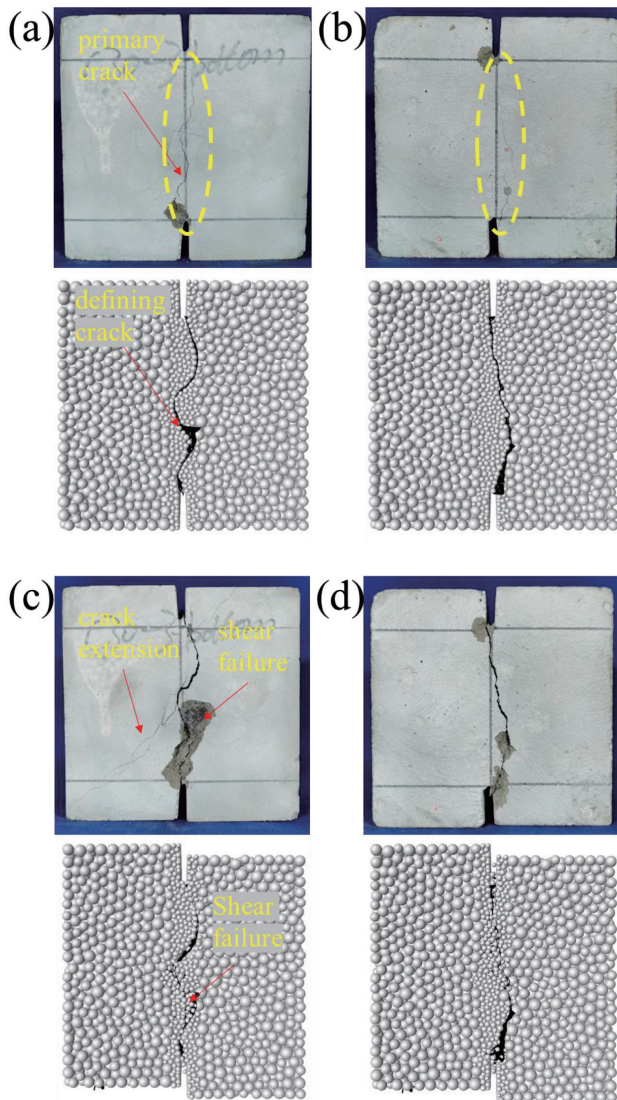 (a)
primary
crack
(b)
defining
crack
(c)
crack
extension
shear
failure
(d)
Shear
failure